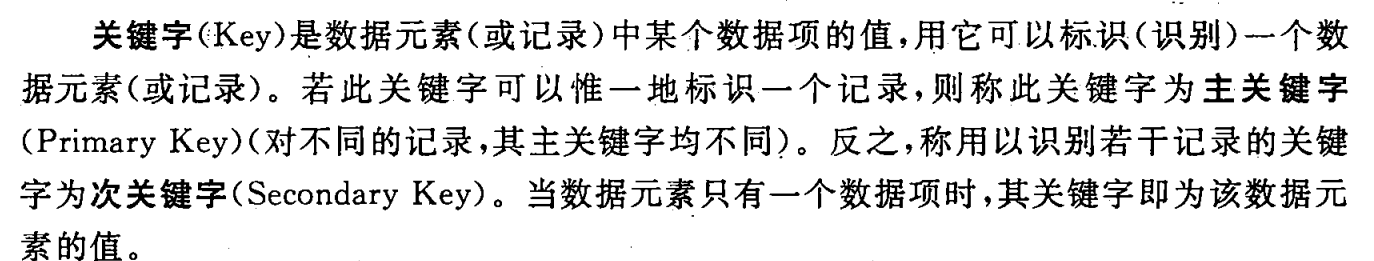 关键字(Key)是数据元素(或记录)中某个数据项的值,用它可以标识(识别)一个数
据元素(或记录)。若此关键字可以惟一地标识一个记录,则称此关键字为主关键字
(Primary Key)(对不同的记录,其主关键字均不同)。反之,称用以识别若干记录的关键
字为次关键字(Secondary Key)。当数据元素只有一个数据项时,其关键字即为该数据元
素的值。